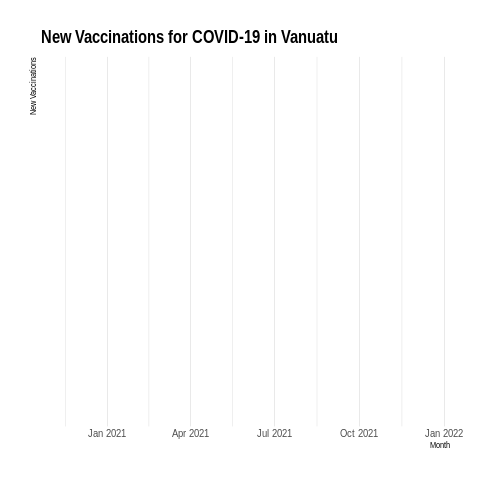 New Vaccinations for COVID-19 in Vanuatu
New Vaccinations
Jan 2021 Apr 2021 Jul 2021 Oct 2021 Jan 2022
Month